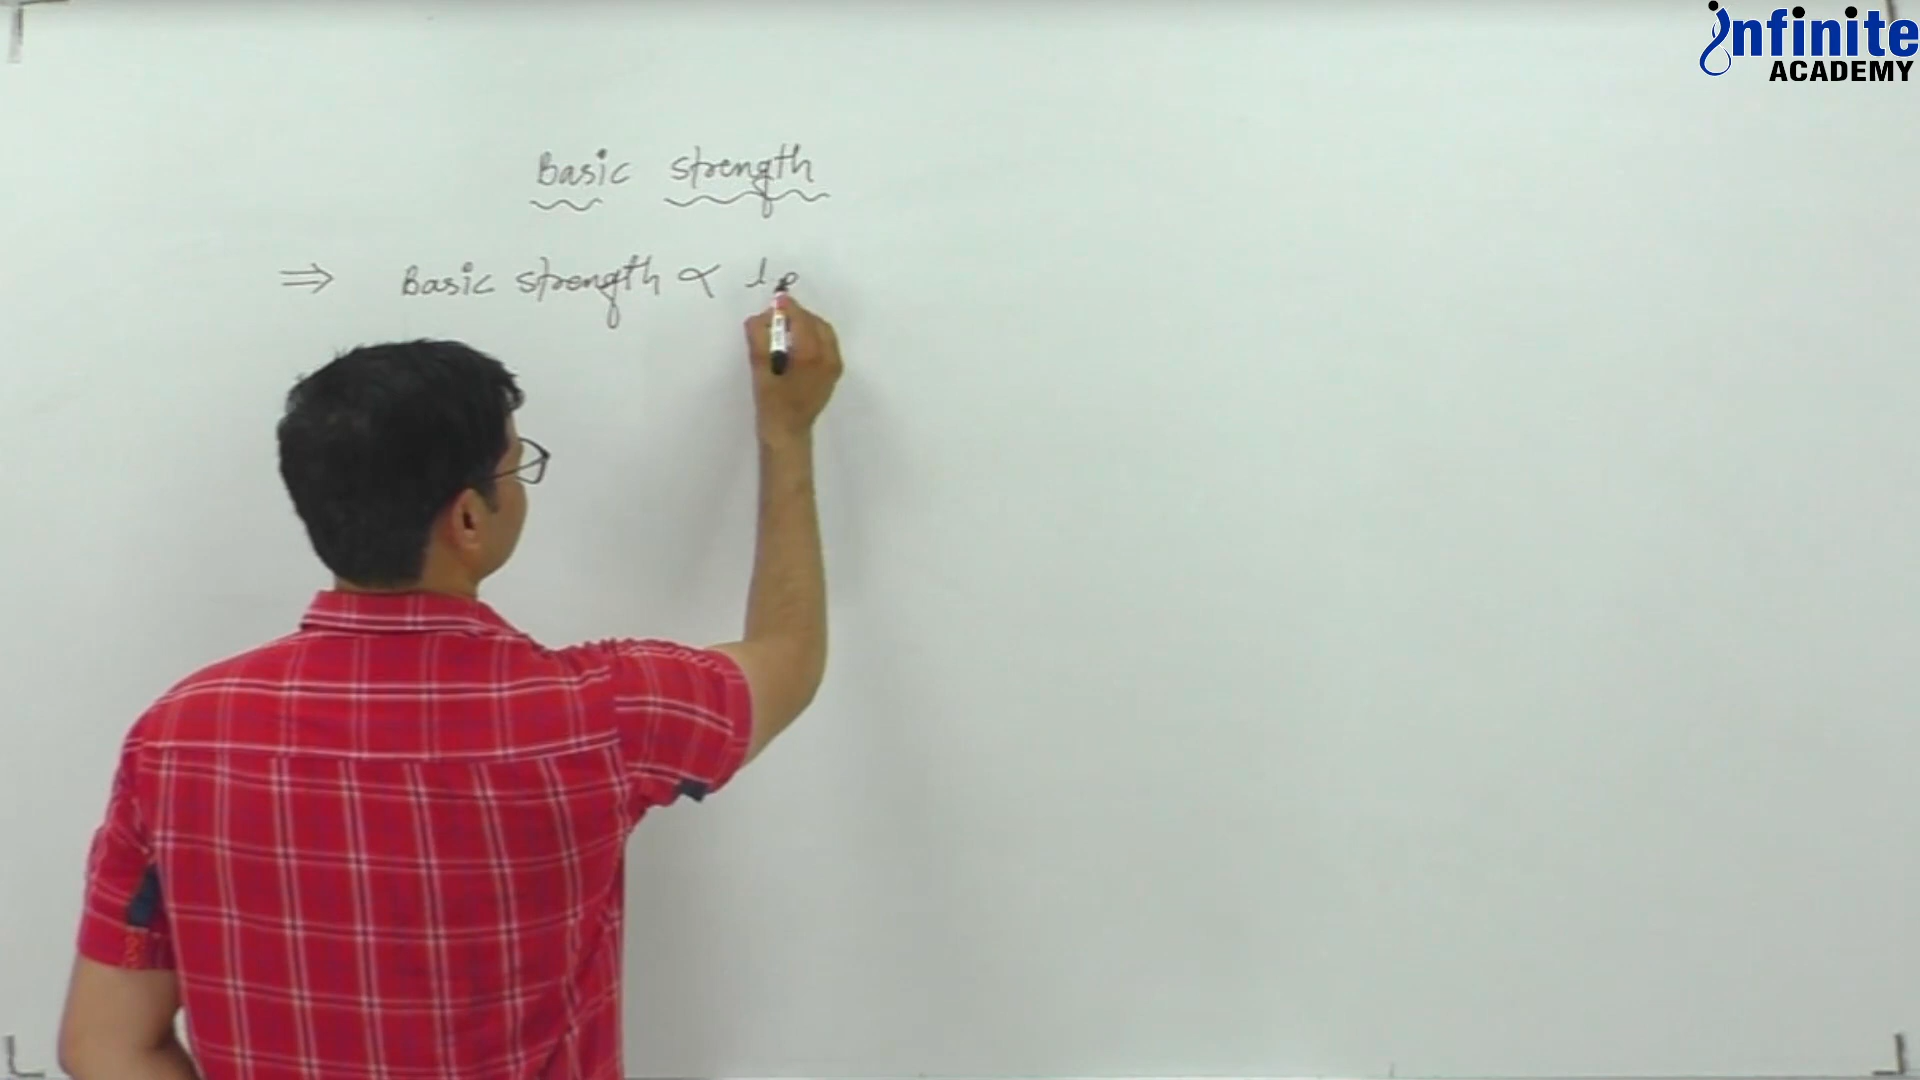 infinite
ACADEMY
Basic strength
⇒ Basic strength ∝ l.p